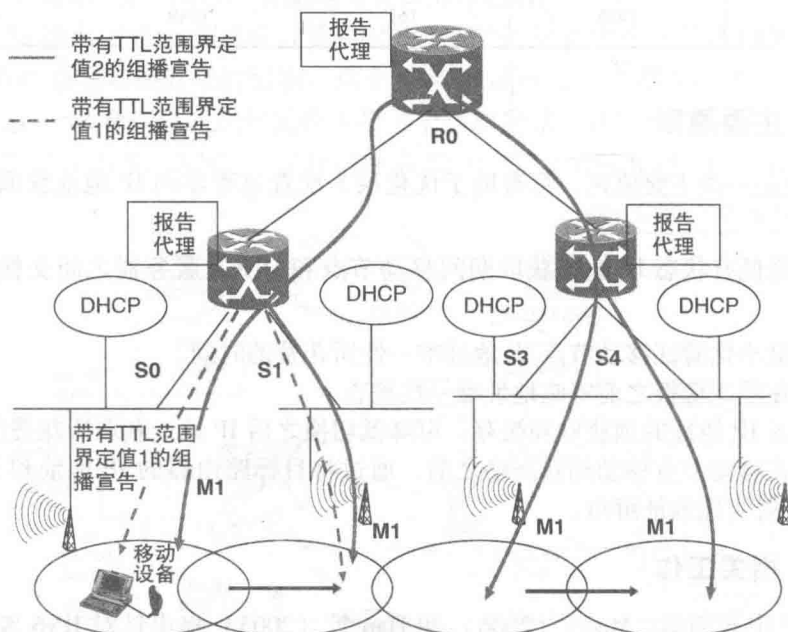 带有TTL范围界定
值2的组播宣告
带有TTL范围界定
值1的组播宣告
报告
代理
R0
报告
代理
报告
代理
DHCP
DHCP
DHCP
DHCP
S0
S1
S3
S4
带有TTL范围
界定值1的组
播宣告
M1
M1
M1
M1
移动
设备